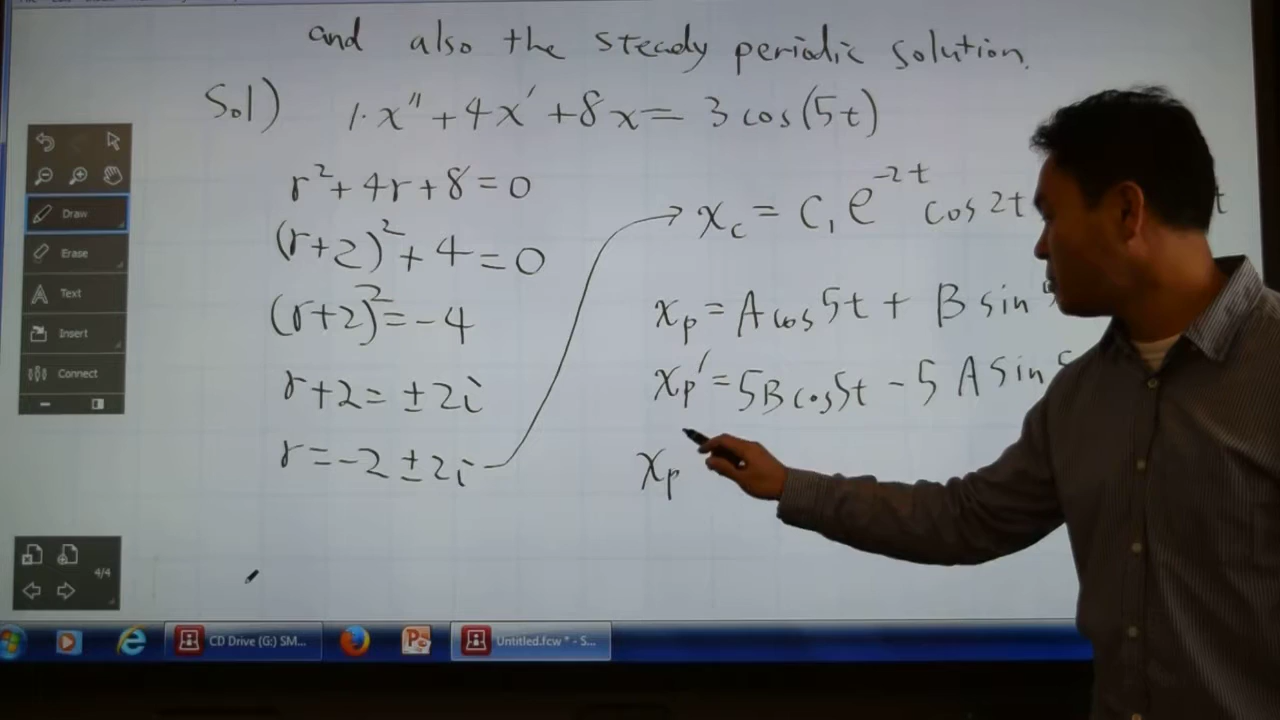 and also the steady periodic solution.
Sol) 1·x″ + 4x′ + 8x = 3 cos(5t)
r² + 4r + 8 = 0
(r+2)² + 4 = 0
(r+2)² = -4
r+2 = ±2i
r = -2 ± 2i
x_c = C₁ e^{-2t} cos 2t
t
x_p = A cos 5t + B sin 5
x_p′ = 5B cos 5t - 5 A sin 5
x_p
Draw
Erase
Text
Insert
Connect
4/4
CD Drive (G:) SM...
Untitled.fcw * - S...